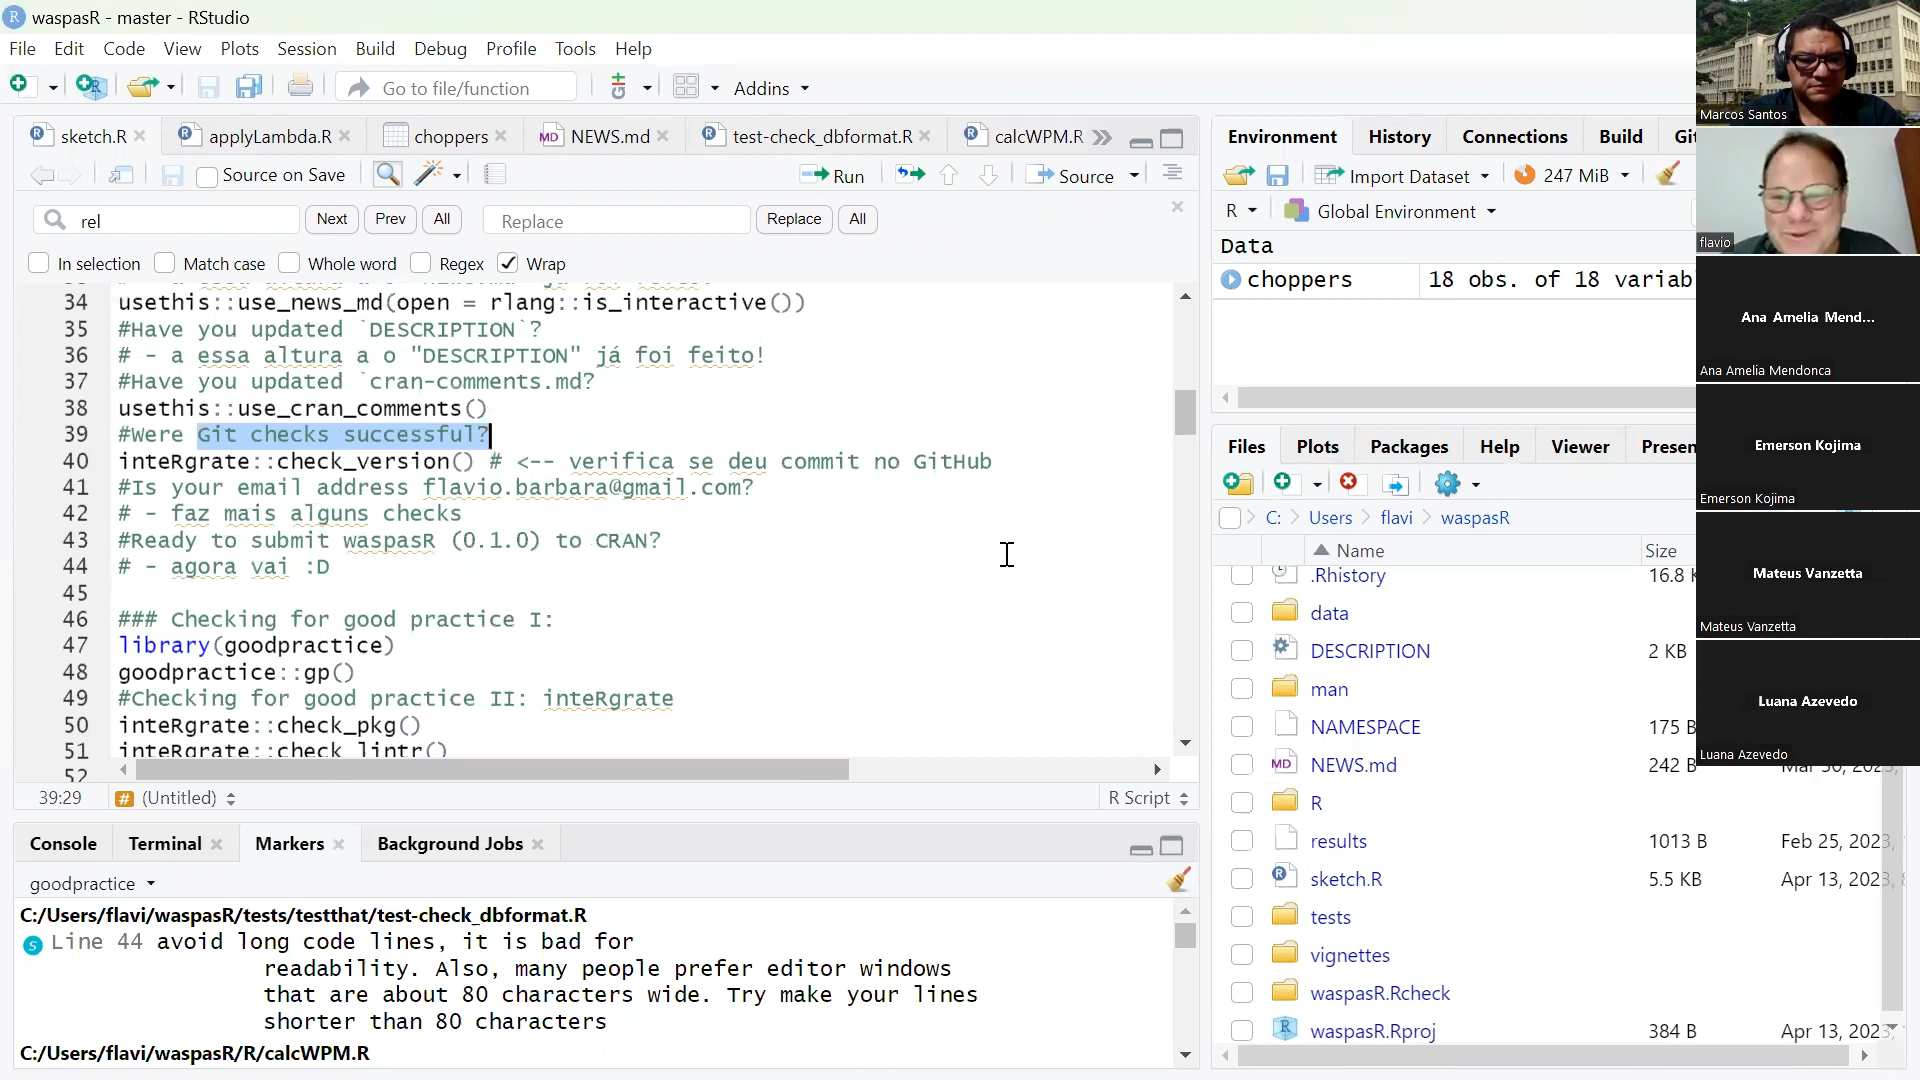 waspasR - master - RStudio
File Edit Code View Plots Session Build Debug Profile Tools Help
Go to file/function
Addins
sketch.R
applyLambda.R
choppers
NEWS.md
test-check_dbformat.R
calcWPM.R
Source on Save
Run
Source
rel
Next
Prev
All
Replace
Replace
All
In selection
Match case
Whole word
Regex
Wrap
34 usethis::use_news_md(open = rlang::is_interactive())
35 #Have you updated `DESCRIPTION`?
36 # - a essa altura a o "DESCRIPTION" já foi feito!
37 #Have you updated `cran-comments.md?
38 usethis::use_cran_comments()
39 #Were Git checks successful?
40 inteRgrate::check_version() # <-- verifica se deu commit no GitHub
41 #Is your email address flavio.barbara@gmail.com?
42 # - faz mais alguns checks
43 #Ready to submit waspasR (0.1.0) to CRAN?
44 # - agora vai :D
45
46 ### Checking for good practice I:
47 library(goodpractice)
48 goodpractice::gp()
49 #Checking for good practice II: inteRgrate
50 inteRgrate::check_pkg()
51 inteRgrate::check_lintr()
52
39:29
(Untitled)
R Script
Console Terminal Markers Background Jobs
goodpractice
C:/Users/flavi/waspasR/tests/testthat/test-check_dbformat.R
Line 44 avoid long code lines, it is bad for
readability. Also, many people prefer editor windows
that are about 80 characters wide. Try make your lines
shorter than 80 characters
C:/Users/flavi/waspasR/R/calcWPM.R
Environment History Connections Build Git
Import Dataset
247 MiB
R
Global Environment
Data
choppers 18 obs. of 18 variab
Files Plots Packages Help Viewer Presen
C: Users flavi waspasR
Name Size
.Rhistory 16.8 K
data
DESCRIPTION 2 KB
man
NAMESPACE 175 B
NEWS.md 242 B Mar 30, 2023,
R
results 1013 B Feb 25, 2023,
sketch.R 5.5 KB Apr 13, 2023,
tests
vignettes
waspasR.Rcheck
waspasR.Rproj 384 B Apr 13, 2023,
Marcos Santos
flavio
Ana Amelia Mend...
Ana Amelia Mendonca
Emerson Kojima
Emerson Kojima
Mateus Vanzetta
Mateus Vanzetta
Luana Azevedo
Luana Azevedo